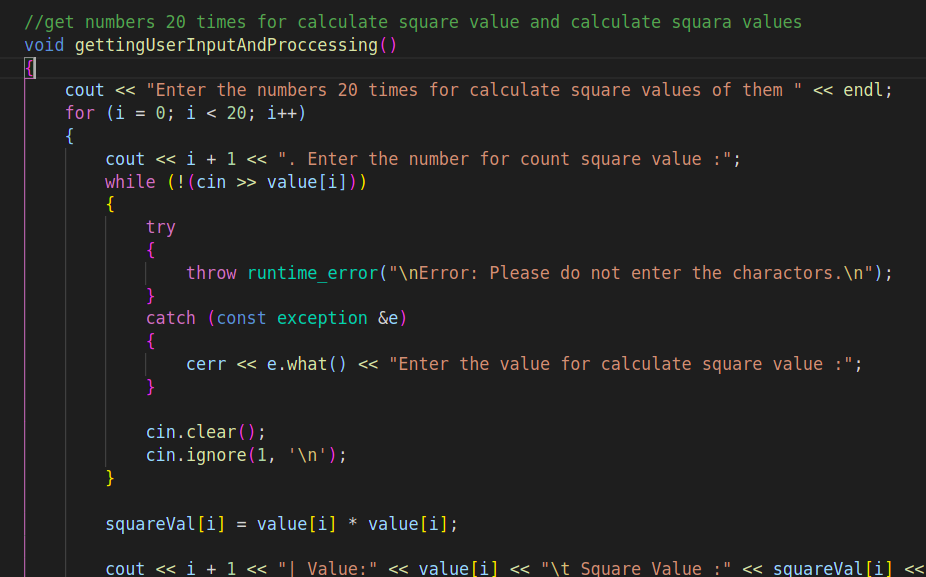 //get numbers 20 times for calculate square value and calculate squara values
void gettingUserInputAndProccessing()
{
    cout << "Enter the numbers 20 times for calculate square values of them " << endl;
    for (i = 0; i < 20; i++)
    {
        cout << i + 1 << ". Enter the number for count square value :";
        while (!(cin >> value[i]))
        {
            try
            {
                throw runtime_error("\nError: Please do not enter the charactors.\n");
            }
            catch (const exception &e)
            {
                cerr << e.what() << "Enter the value for calculate square value :";
            }

            cin.clear();
            cin.ignore(1, '\n');
        }

        squareVal[i] = value[i] * value[i];

        cout << i + 1 << "| Value:" << value[i] << "\t Square Value :" << squareVal[i] <<